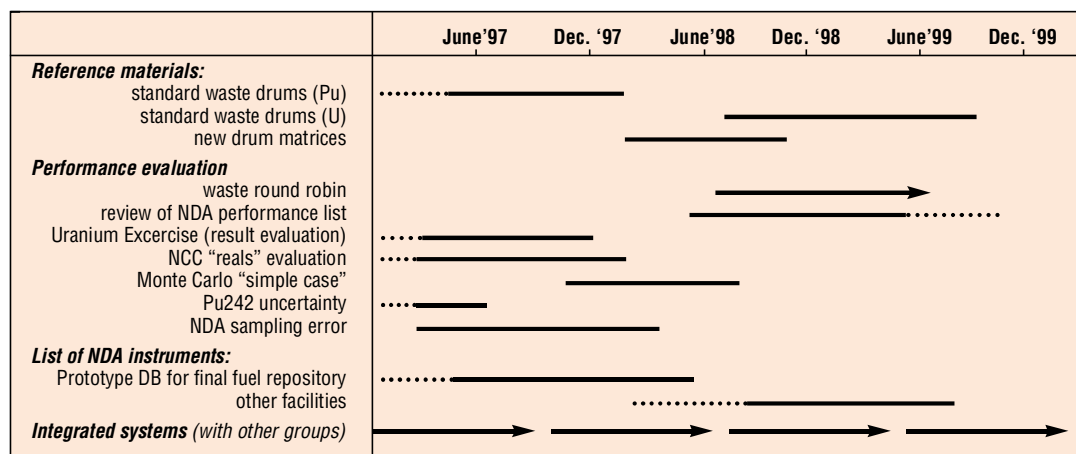 June'97 Dec. ‘97 June‘98 Dec. ‘98 June‘99 Dec. ‘99
Reference materials:
standard waste drums (Pu)
standard waste drums (U)
new drum matrices
Performance evaluation
waste round robin
review of NDA performance list
Uranium Excercise (result evaluation)
NCC “reals” evaluation
Monte Carlo “simple case”
Pu242 uncertainty
NDA sampling error
List of NDA instruments:
Prototype DB for final fuel repository
other facilities
Integrated systems (with other groups)